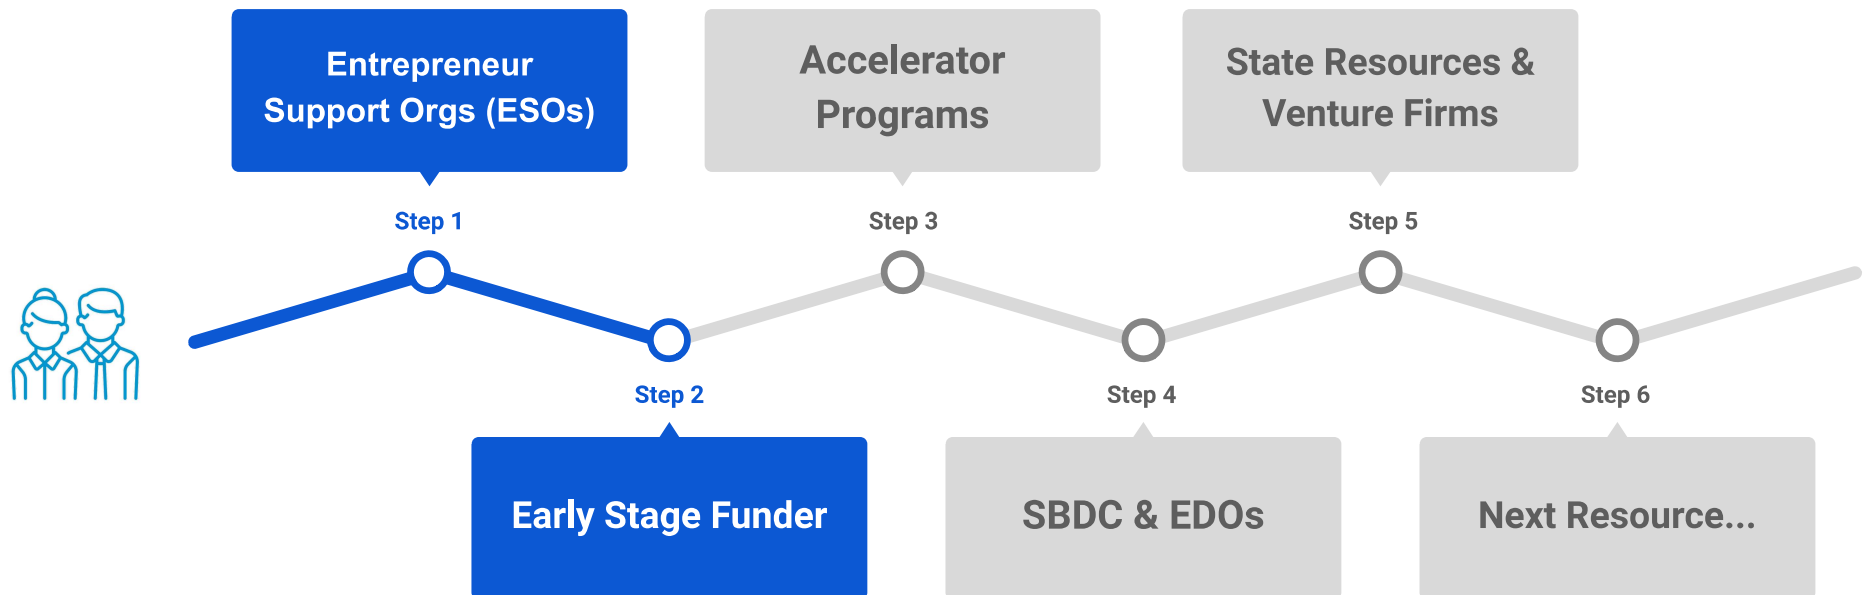 Entrepreneur
Support Orgs (ESOs)
Step 1
Step 2
Early Stage Funder
Accelerator
Programs
Step 3
Step 4
SBDC & EDOs
State Resources &
Venture Firms
Step 5
Step 6
Next Resource...